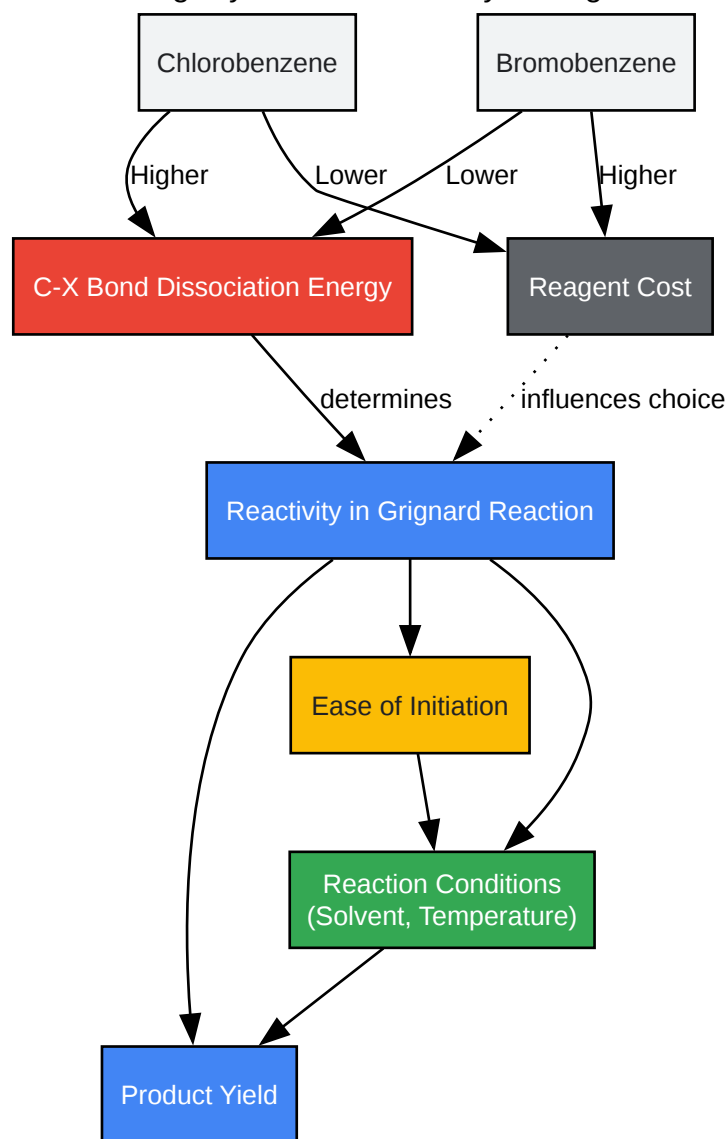 Chlorobenzene
Bromobenzene
Higher
Lower
Lower
Higher
C-X Bond Dissociation Energy
Reagent Cost
determines
influences choice
Reactivity in Grignard Reaction
Ease of Initiation
Reaction Conditions
(Solvent, Temperature)
Product Yield